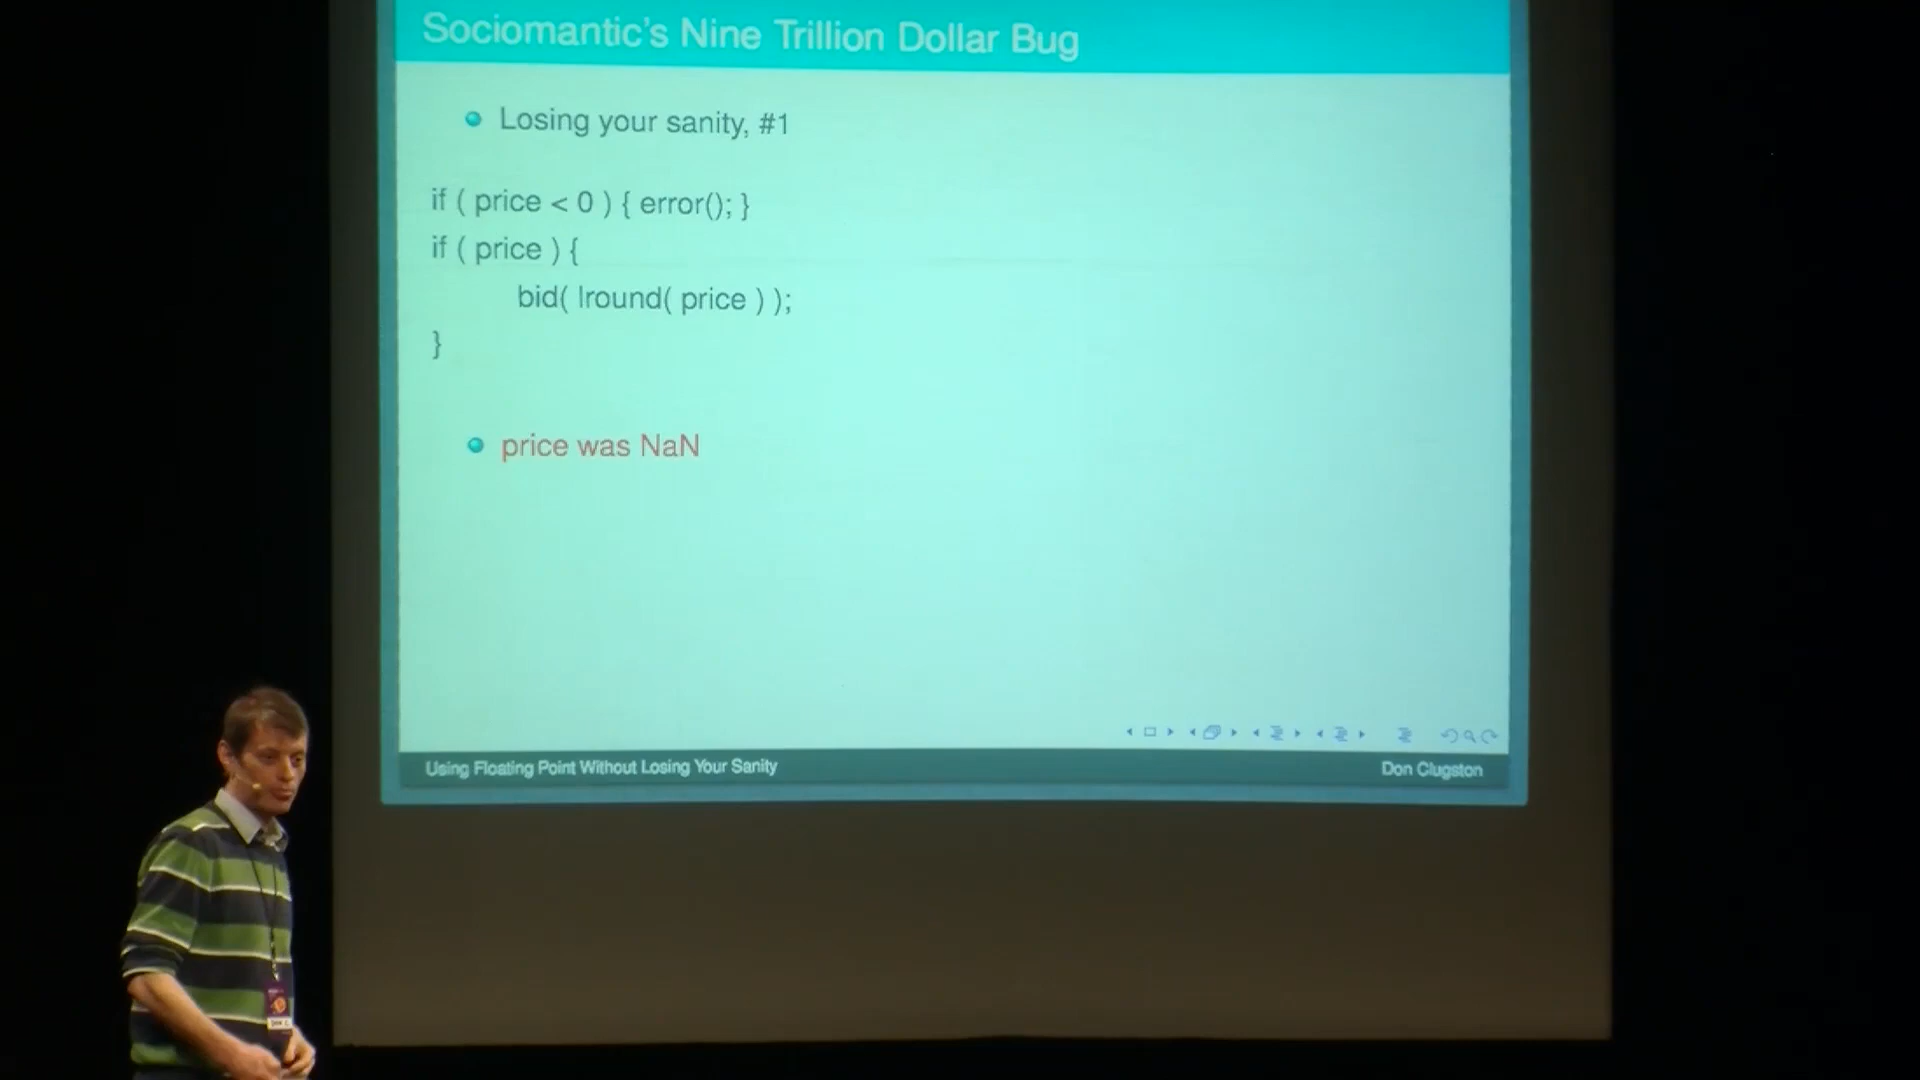 Sociomantic's Nine Trillion Dollar Bug
Losing your sanity, #1
if ( price < 0 ) { error(); }
if ( price ) {
bid( lround( price ) );
}
price was NaN
Using Floating Point Without Losing Your Sanity
Don Clugston